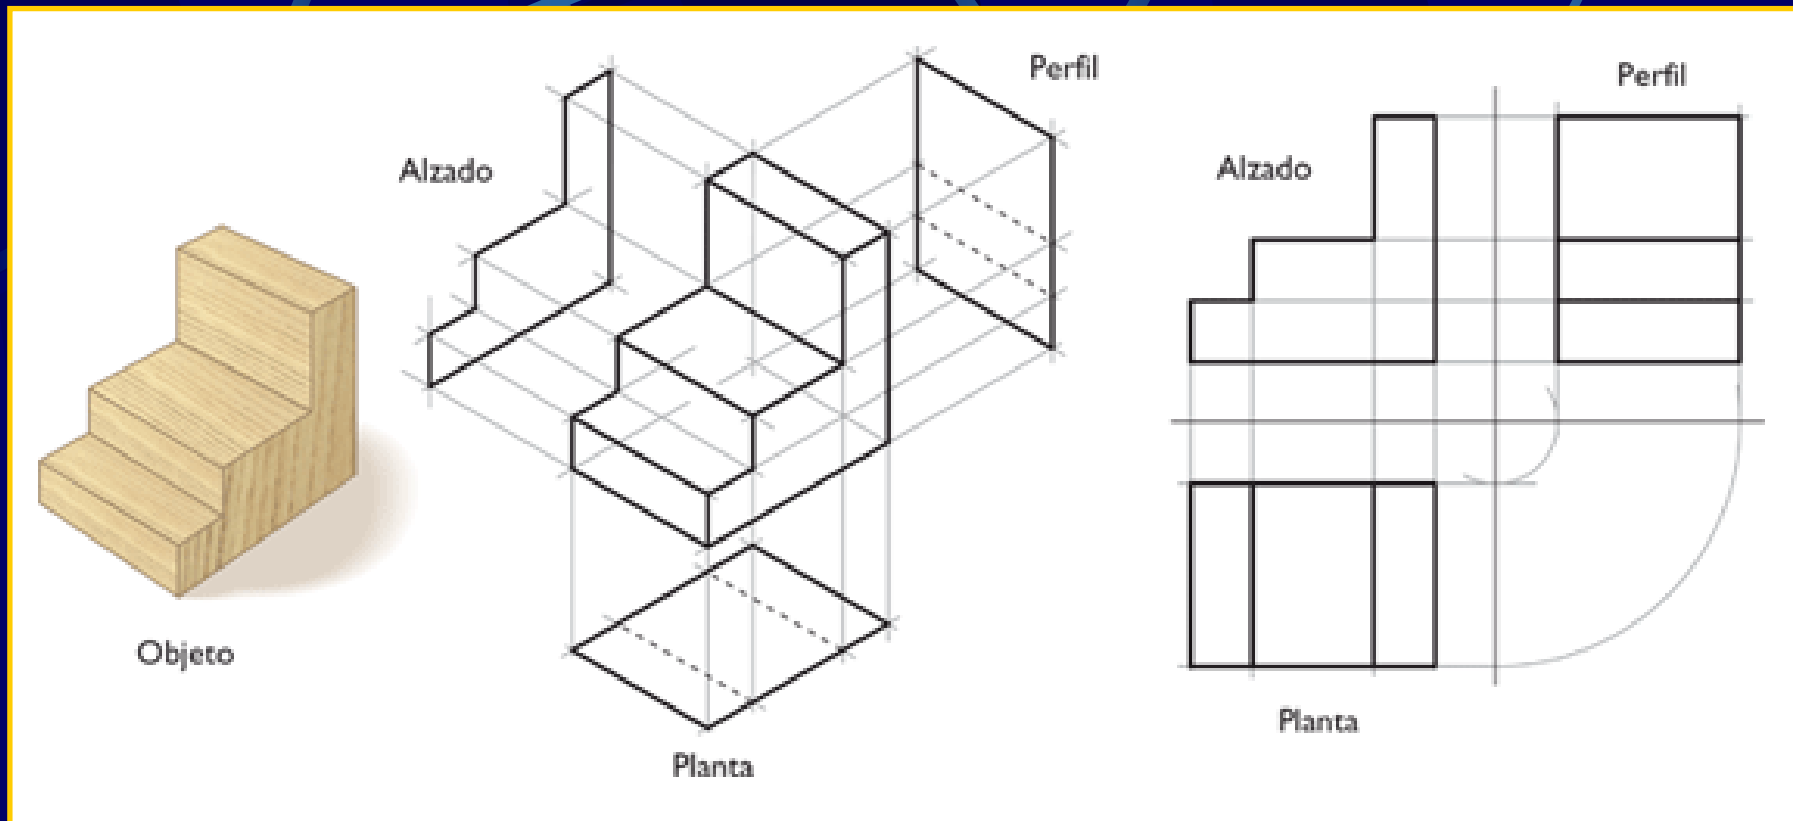 Objeto
Alzado
Perfil
Planta
Alzado
Perfil
Planta